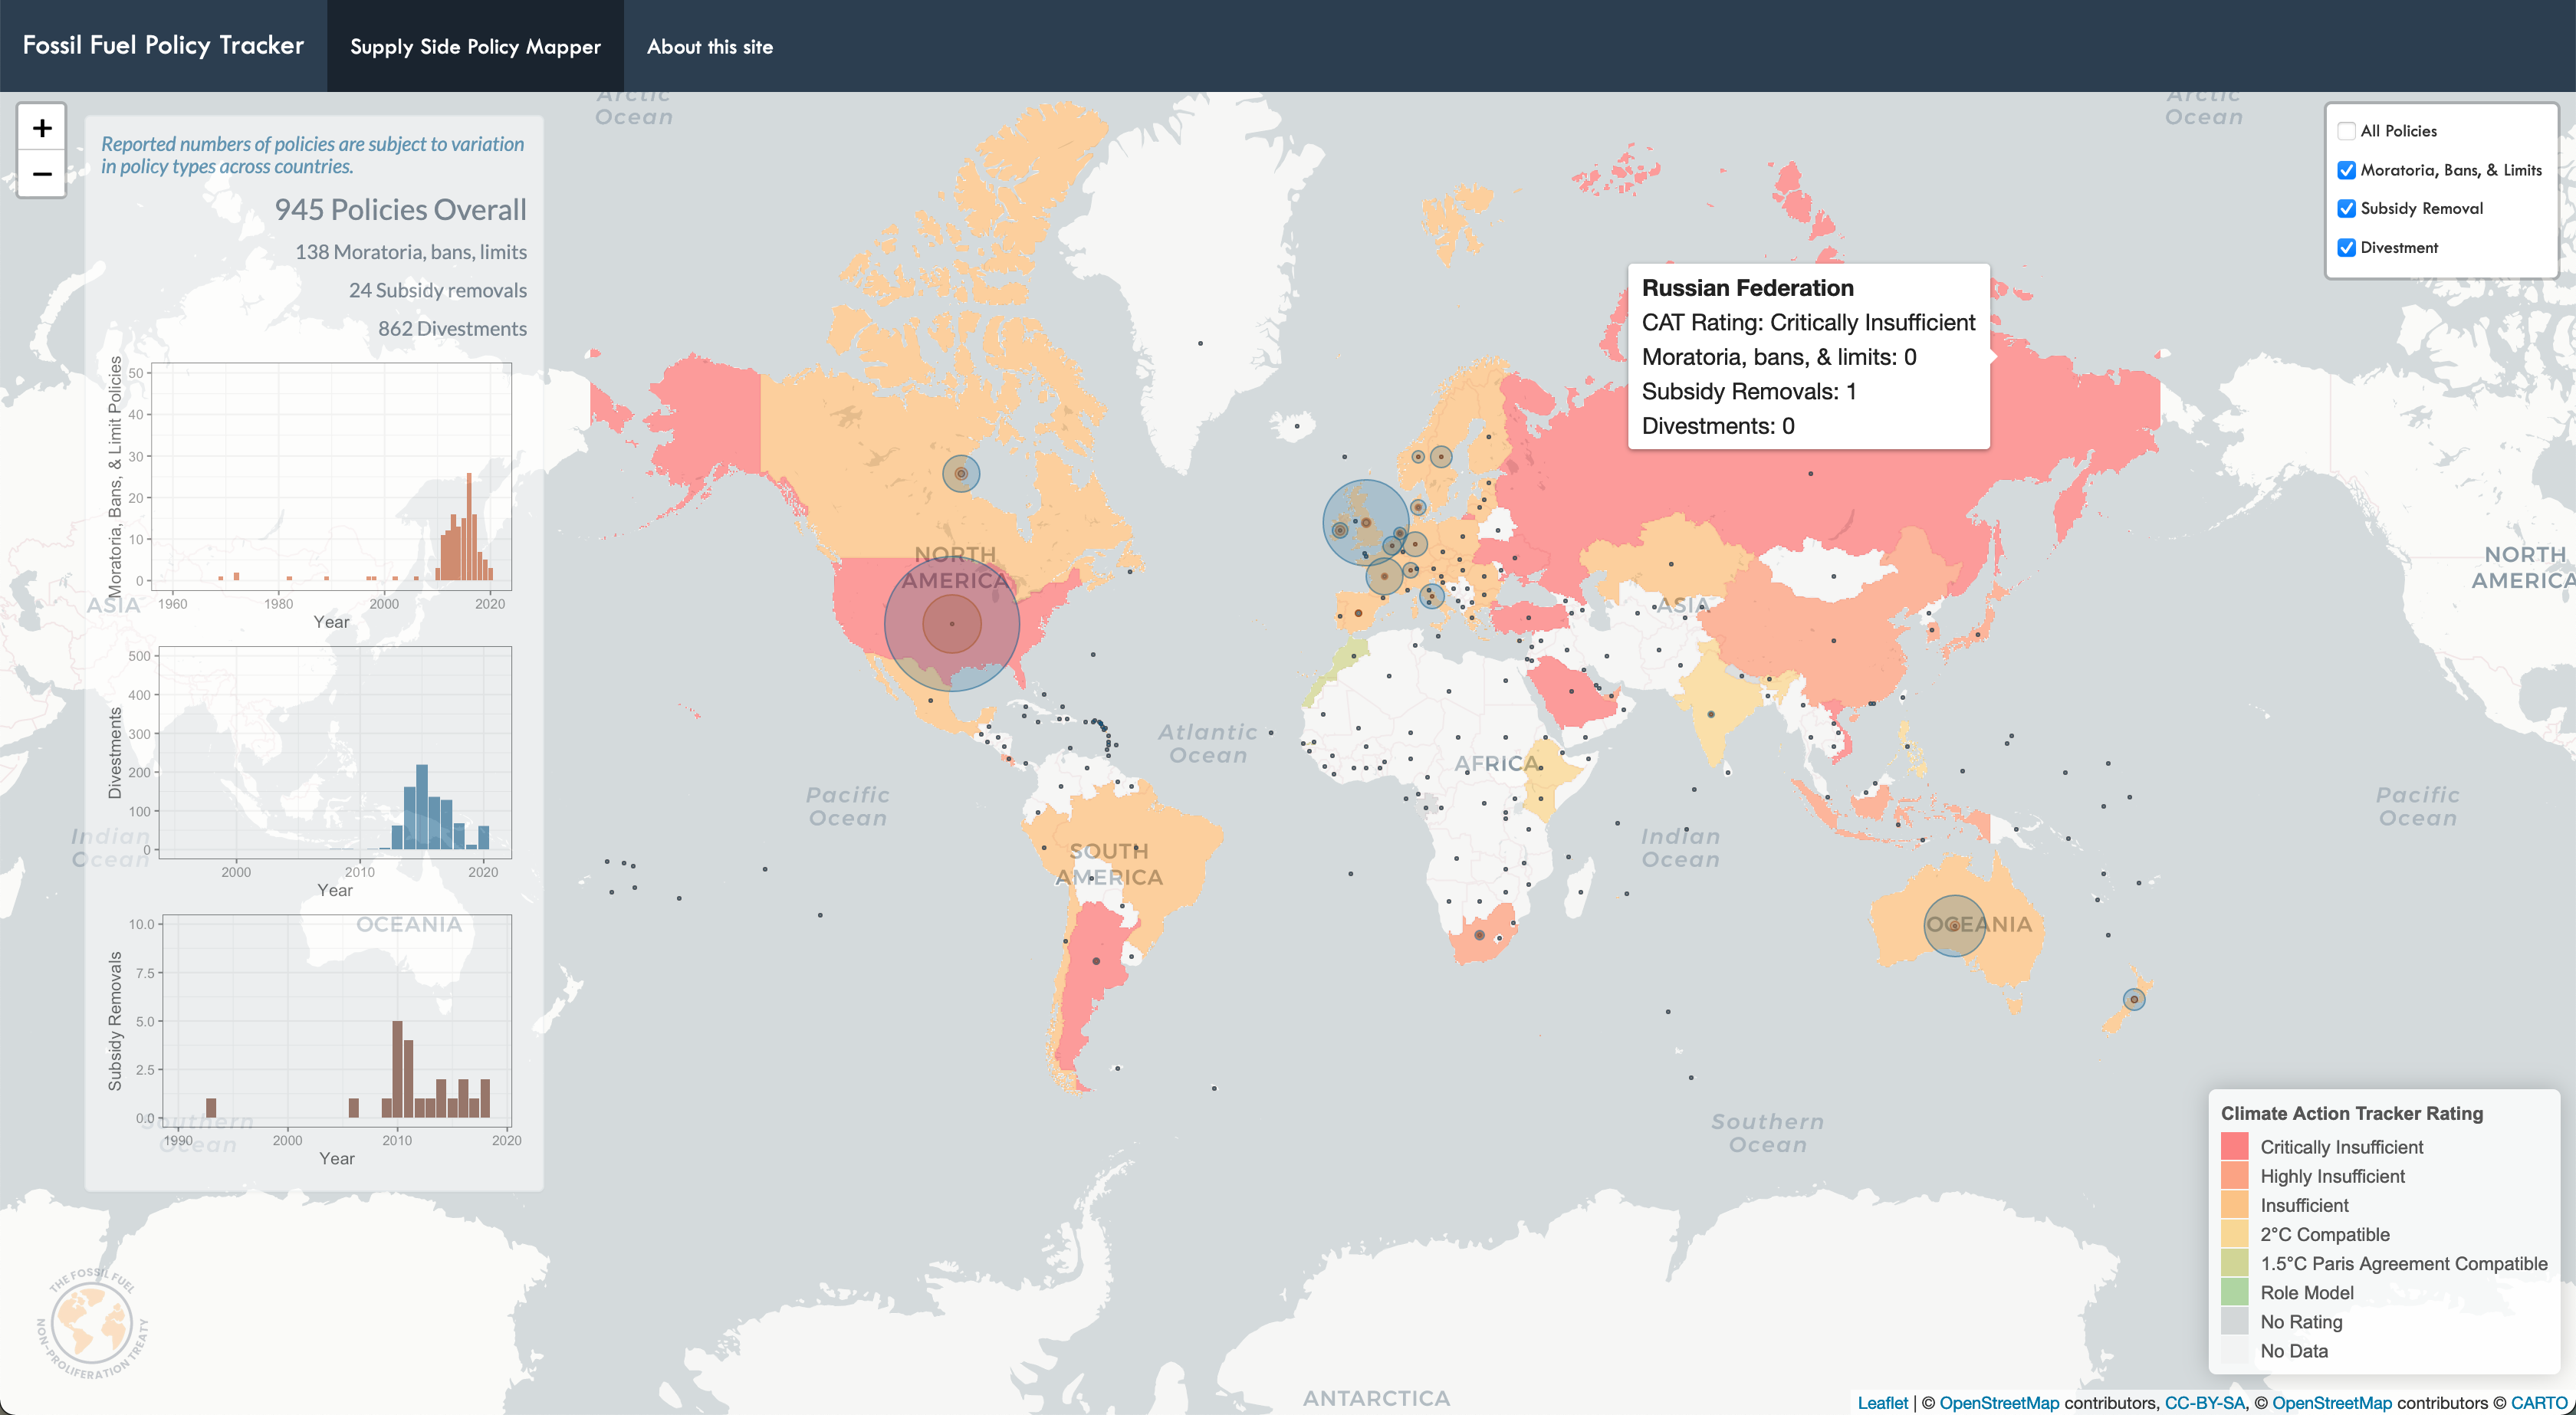 Fossil Fuel Policy Tracker
Supply Side Policy Mapper
About this site
+
−
Reported numbers of policies are subject to variation
in policy types across countries.
945 Policies Overall
138 Moratoria, bans, limits
24 Subsidy removals
862 Divestments
Moratoria, Bans, & Limit Policies
50
40
30
20
10
0
1960
1980
2000
2020
Year
Divestments
500
400
300
200
100
0
2000
2010
2020
Year
Subsidy Removals
10.0
7.5
5.0
2.5
0.0
1990
2000
2010
2020
Year
ASIA
Indian
Ocean
OCEANIA
Southern
Ocean
THE FOSSIL FUEL
NON-PROLIFERATION TREATY
Arctic
Ocean
NORTH
AMERICA
Pacific
Ocean
Atlantic
Ocean
SOUTH
AMERICA
AFRICA
ASIA
Indian
Ocean
OCEANIA
Southern
Ocean
ANTARCTICA
Arctic
Ocean
NORTH
AMERICA
Pacific
Ocean
Russian Federation
CAT Rating: Critically Insufficient
Moratoria, bans, & limits: 0
Subsidy Removals: 1
Divestments: 0
All Policies
Moratoria, Bans, & Limits
Subsidy Removal
Divestment
Climate Action Tracker Rating
Critically Insufficient
Highly Insufficient
Insufficient
2°C Compatible
1.5°C Paris Agreement Compatible
Role Model
No Rating
No Data
Leaflet | © OpenStreetMap contributors, CC-BY-SA, © OpenStreetMap contributors © CARTO